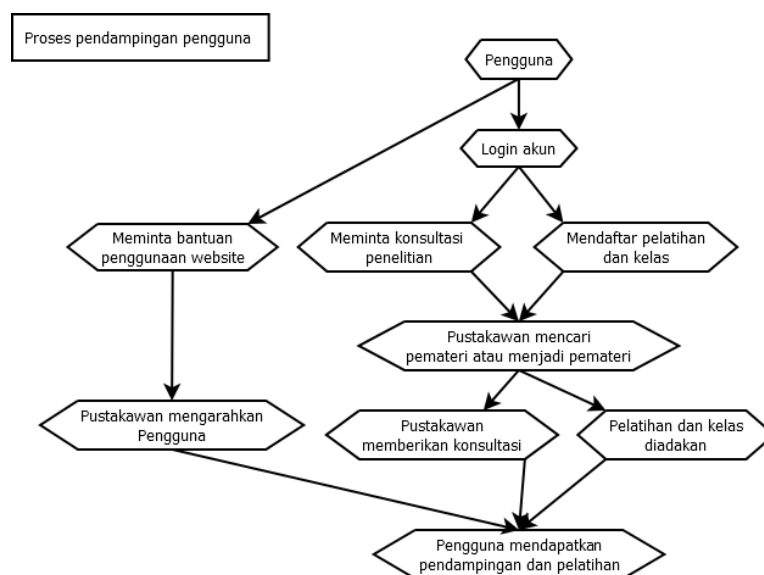 Proses pendampingan pengguna
Pengguna
Login akun
Meminta bantuan
penggunaan website
Meminta konsultasi
penelitian
Mendaftar pelatihan
dan kelas
Pustakawan mencari
pemateri atau menjadi pemateri
Pustakawan mengarahkan
Pengguna
Pustakawan
memberikan konsultasi
Pelatihan dan kelas
diadakan
Pengguna mendapatkan
pendampingan dan pelatihan